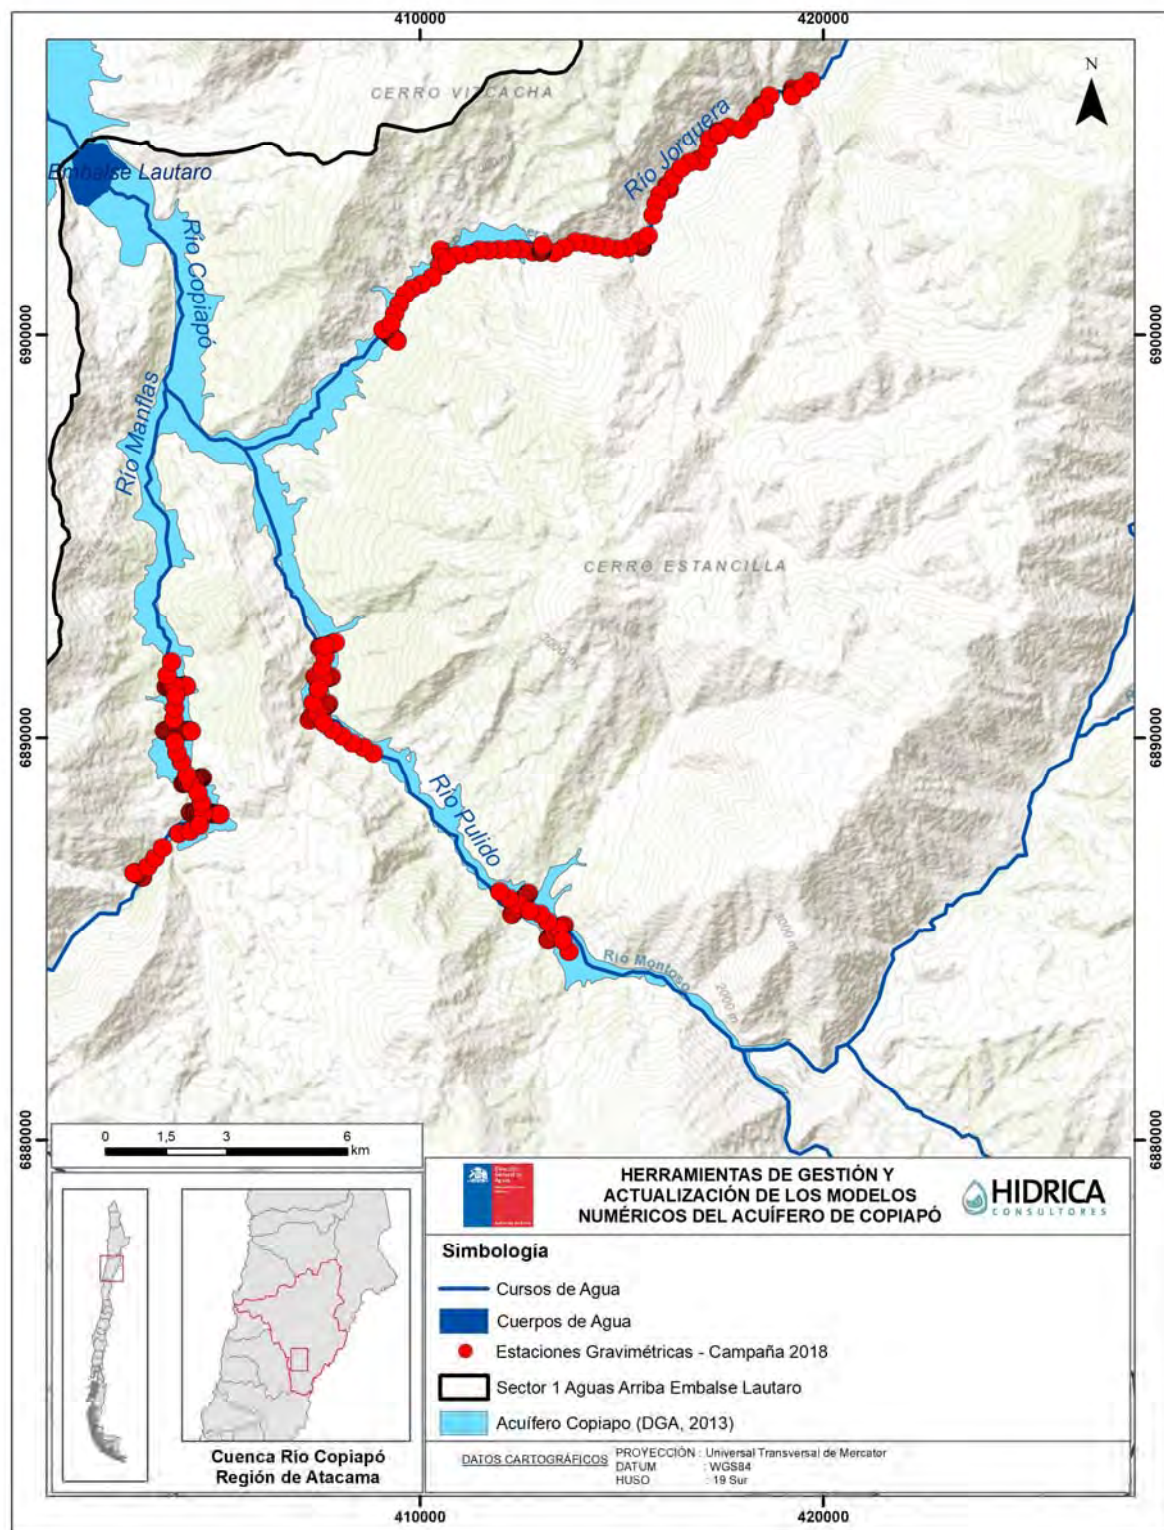 410000
420000
CERRO VIZCACHA
N
Río Jorquera
Embalse Lautaro
Río Copiapó
6900000
6900000
Río Manflas
CERRO ESTANCILLA
2000 m
6890000
6890000
Río Pulido
3000 m
Río Montoso
2000 m
6880000
6880000
0 1,5 3 6
km
HERRAMIENTAS DE GESTIÓN Y
ACTUALIZACIÓN DE LOS MODELOS
NUMÉRICOS DEL ACUÍFERO DE COPIAPÓ
HIDRICA
CONSULTORES
Simbología
Cursos de Agua
Cuerpos de Agua
Estaciones Gravimétricas - Campaña 2018
Sector 1 Aguas Arriba Embalse Lautaro
Acuífero Copiapo (DGA, 2013)
Cuenca Río Copiapó
Región de Atacama
DATOS CARTOGRÁFICOS
PROYECCIÓN : Universal Transversal de Mercator
DATUM : WGS84
HUSO : 19 Sur
410000
420000